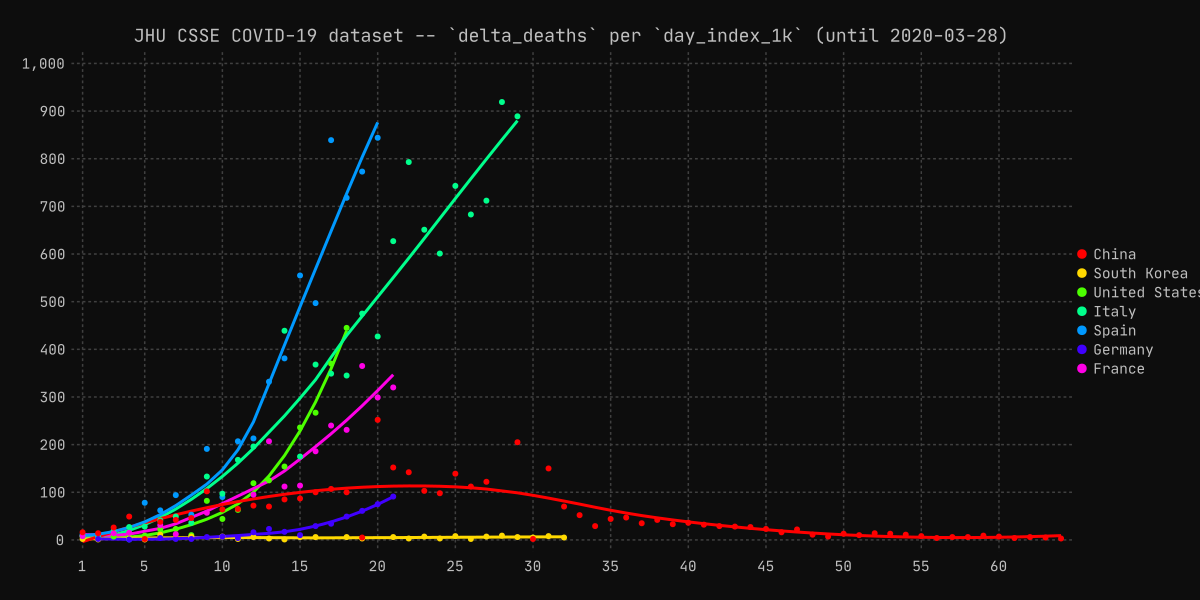 JHU CSSE COVID-19 dataset -- `delta_deaths` per `day_index_1k` (until 2020-03-28)
1,000
900
800
700
600
500
400
300
200
100
0
1 5 10 15 20 25 30 35 40 45 50 55 60
China
South Korea
United States
Italy
Spain
Germany
France